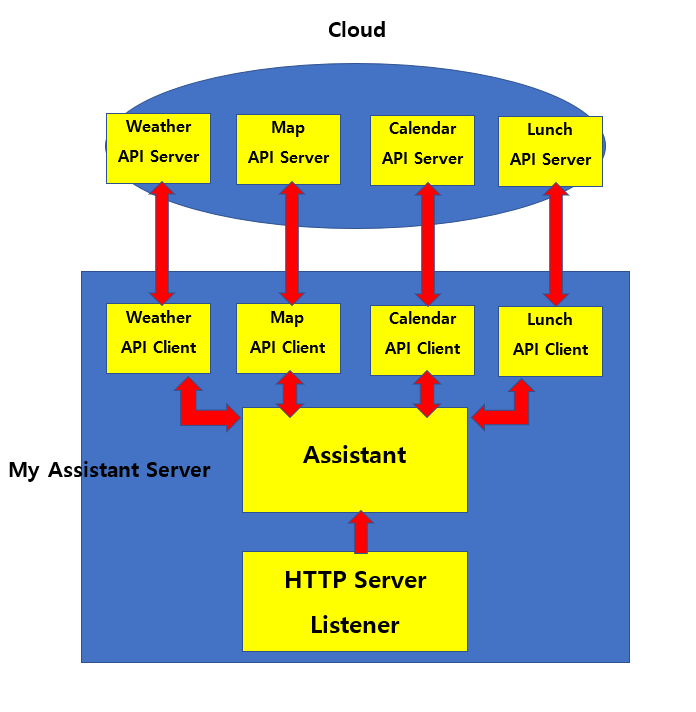 Cloud
Weather
API Server
Map
API Server
Calendar
API Server
Lunch
API Server
Weather
API Client
Map
API Client
Calendar
API Client
Lunch
API Client
Assistant
My Assistant Server
HTTP Server
Listener